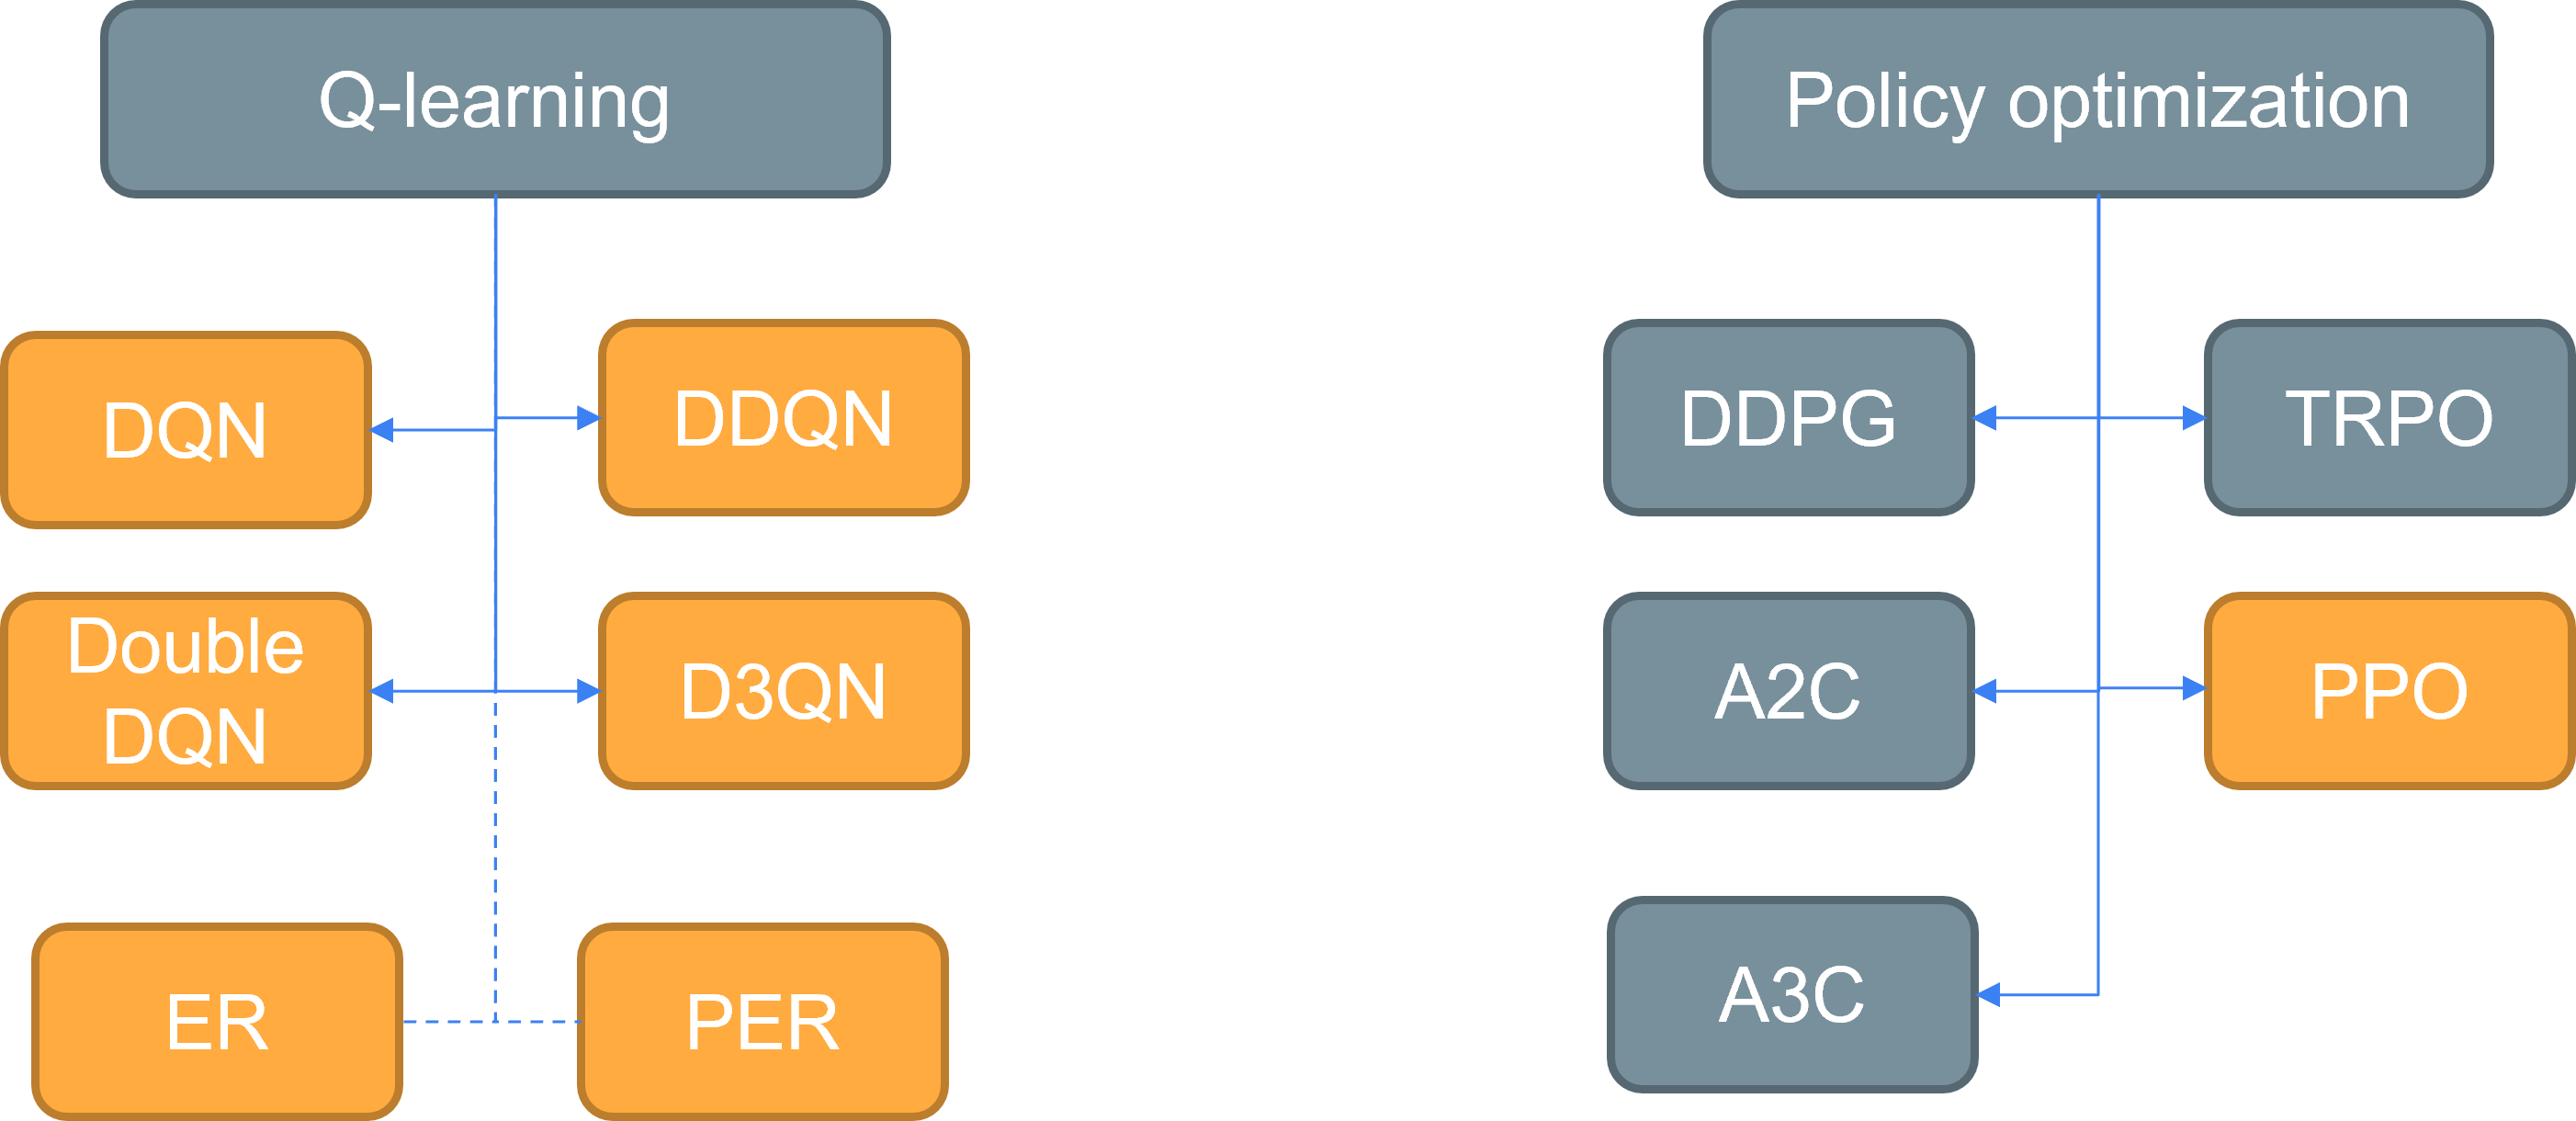 Q-learning
DQN
DDQN
Double
DQN
D3QN
ER
PER
Policy optimization
DDPG
TRPO
A2C
PPO
A3C